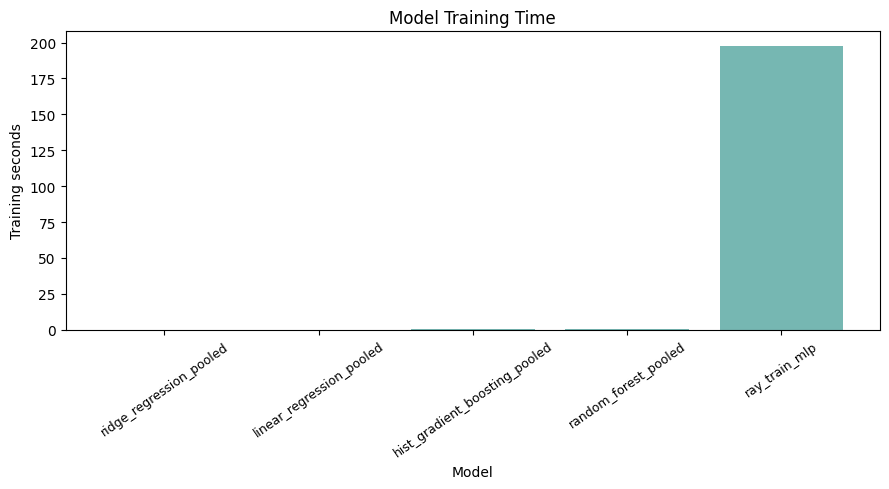 Model Training Time
Training seconds
200
175
150
125
100
75
50
25
0
ridge_regression_pooled
linear_regression_pooled
hist_gradient_boosting_pooled
random_forest_pooled
ray_train_mlp
Model